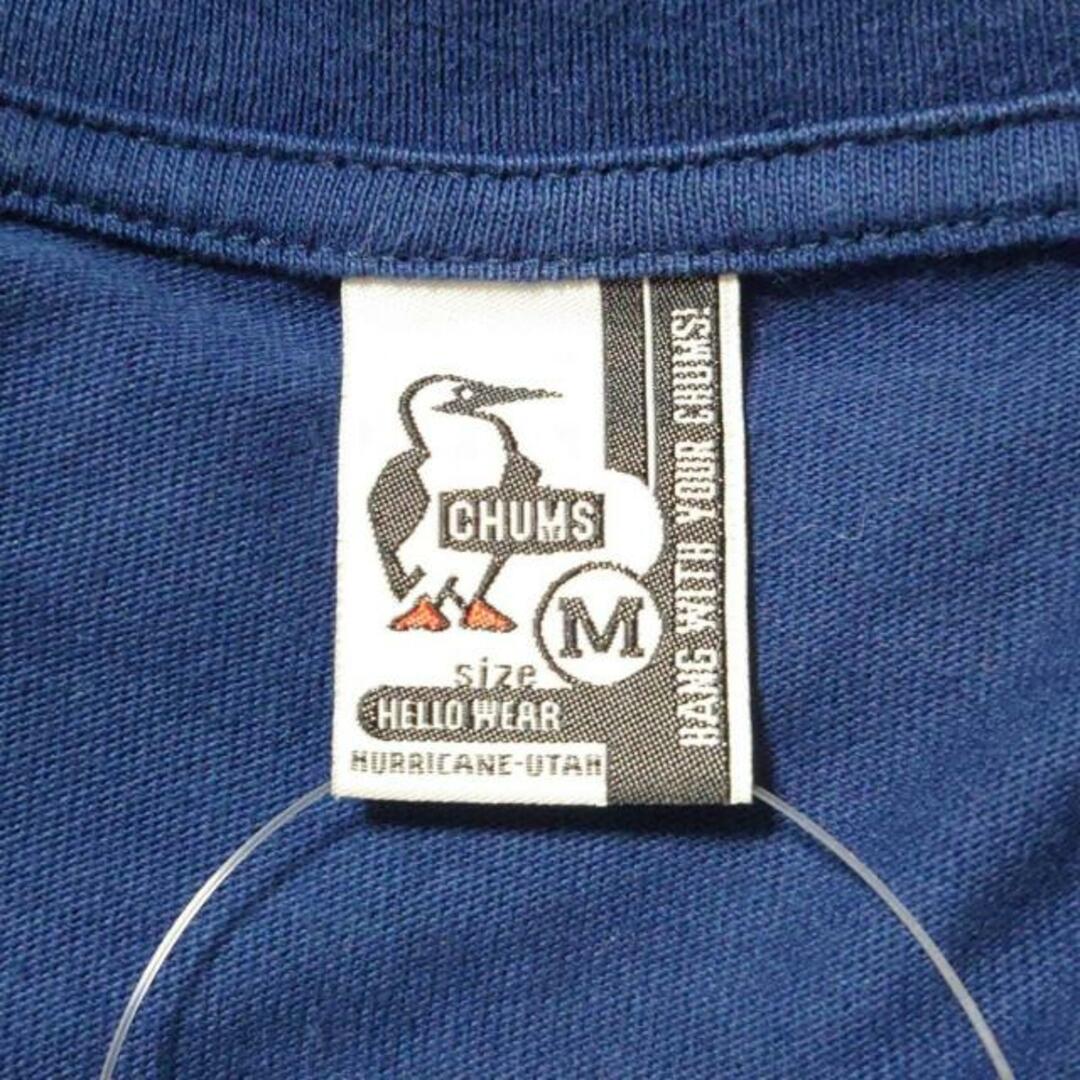 CHUMS
M
size
HELLO WEAR
HURRICANE-UTAH
HANG WITH YOUR CHUMS!